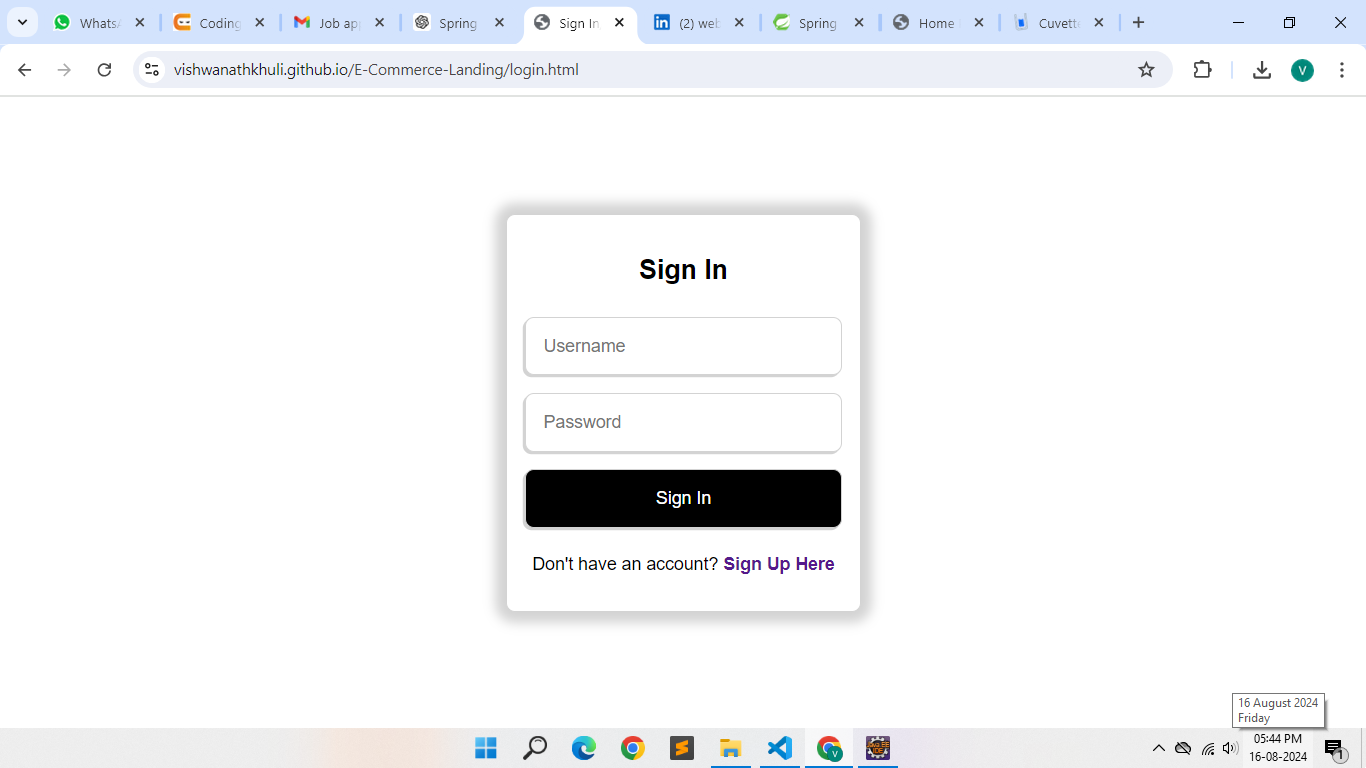 WhatsA
Coding
Job app
Spring
Sign In
(2) web
Spring
Home
Cuvette
vishwanathkhuli.github.io/E-Commerce-Landing/login.html
V
Sign In
Username
Password
Sign In
Don't have an account? Sign Up Here
16 August 2024
Friday
05:44 PM
16-08-2024
1